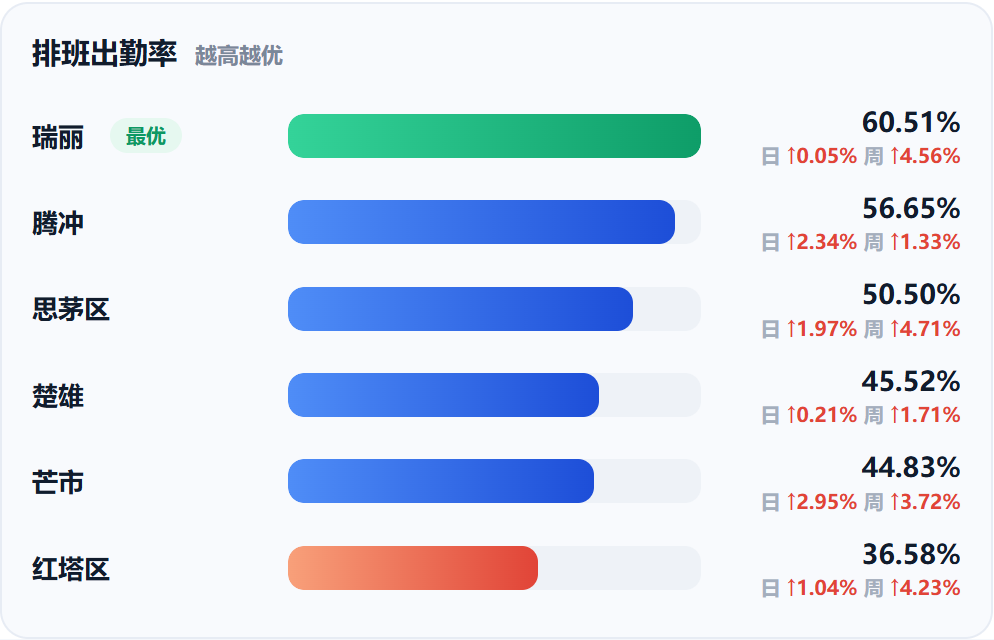 排班出勤率 越高越优
瑞丽 最优 60.51%
日 ↑0.05% 周 ↑4.56%
腾冲 56.65%
日 ↑2.34% 周 ↑1.33%
思茅区 50.50%
日 ↑1.97% 周 ↑4.71%
楚雄 45.52%
日 ↑0.21% 周 ↑1.71%
芒市 44.83%
日 ↑2.95% 周 ↑3.72%
红塔区 36.58%
日 ↑1.04% 周 ↑4.23%